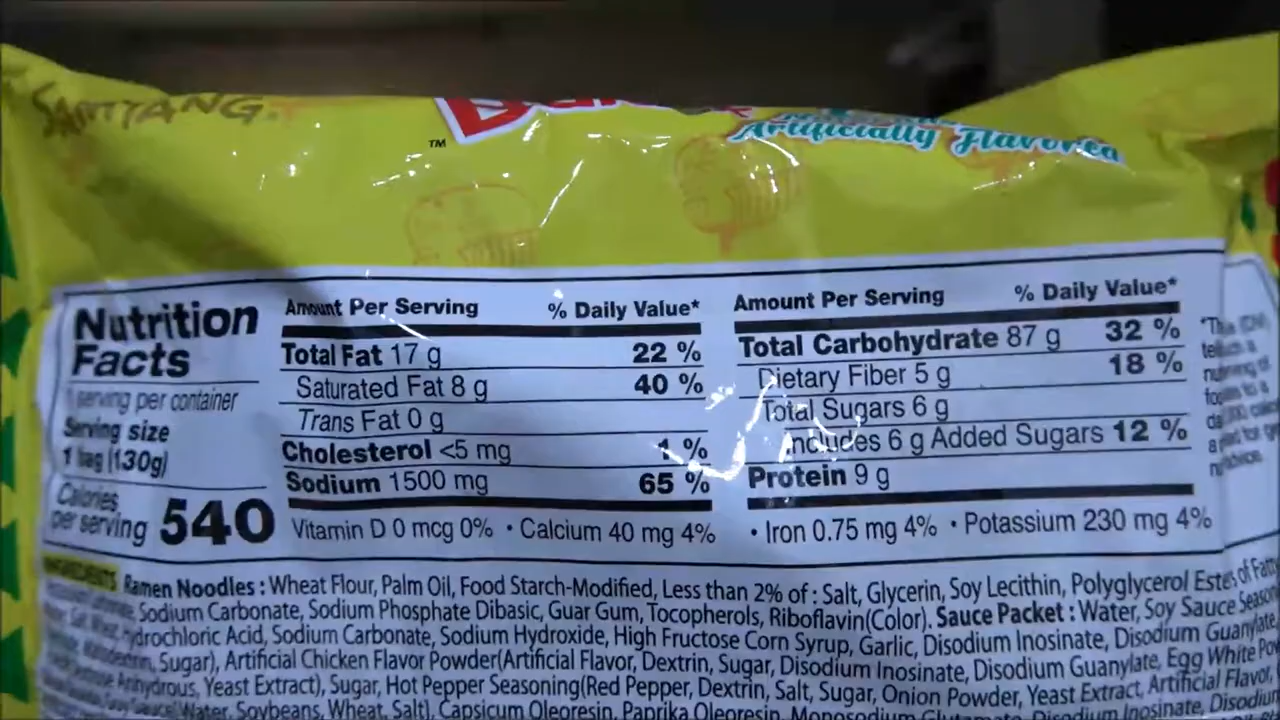 SAMYANG
TM
Artificially Flavored
Nutrition
Facts
1 serving per container
Serving size
1 bag (130g)
Calories
per serving 540
Amount Per Serving % Daily Value*
Total Fat 17 g 22 %
Saturated Fat 8 g 40 %
Trans Fat 0 g
Cholesterol <5 mg 1 %
Sodium 1500 mg 65 %
Amount Per Serving % Daily Value*
Total Carbohydrate 87 g 32 %
Dietary Fiber 5 g 18 %
Total Sugars 6 g
Includes 6 g Added Sugars 12 %
Protein 9 g
Vitamin D 0 mcg 0% • Calcium 40 mg 4% • Iron 0.75 mg 4% • Potassium 230 mg 4%
INGREDIENTS Ramen Noodles : Wheat Flour, Palm Oil, Food Starch-Modified, Less than 2% of : Salt, Glycerin, Soy Lecithin, Polyglycerol Esters of Fatty
Sodium Carbonate, Sodium Phosphate Dibasic, Guar Gum, Tocopherols, Riboflavin(Color). Sauce Packet : Water, Soy Sauce
Hydrochloric Acid, Sodium Carbonate, Sodium Hydroxide, High Fructose Corn Syrup, Garlic, Disodium Inosinate, Disodium Guanylate
Sugar), Artificial Chicken Flavor Powder(Artificial Flavor, Dextrin, Sugar, Disodium Inosinate, Disodium Guanylate, Egg White
Anhydrous, Yeast Extract), Sugar, Hot Pepper Seasoning(Red Pepper, Dextrin, Salt, Sugar, Onion Powder, Yeast Extract, Artificial Flavor,
Water, Soybeans, Wheat, Salt), Capsicum Oleoresin, Paprika Oleoresin, Monosodium Glutamate, Disodium Inosinate,